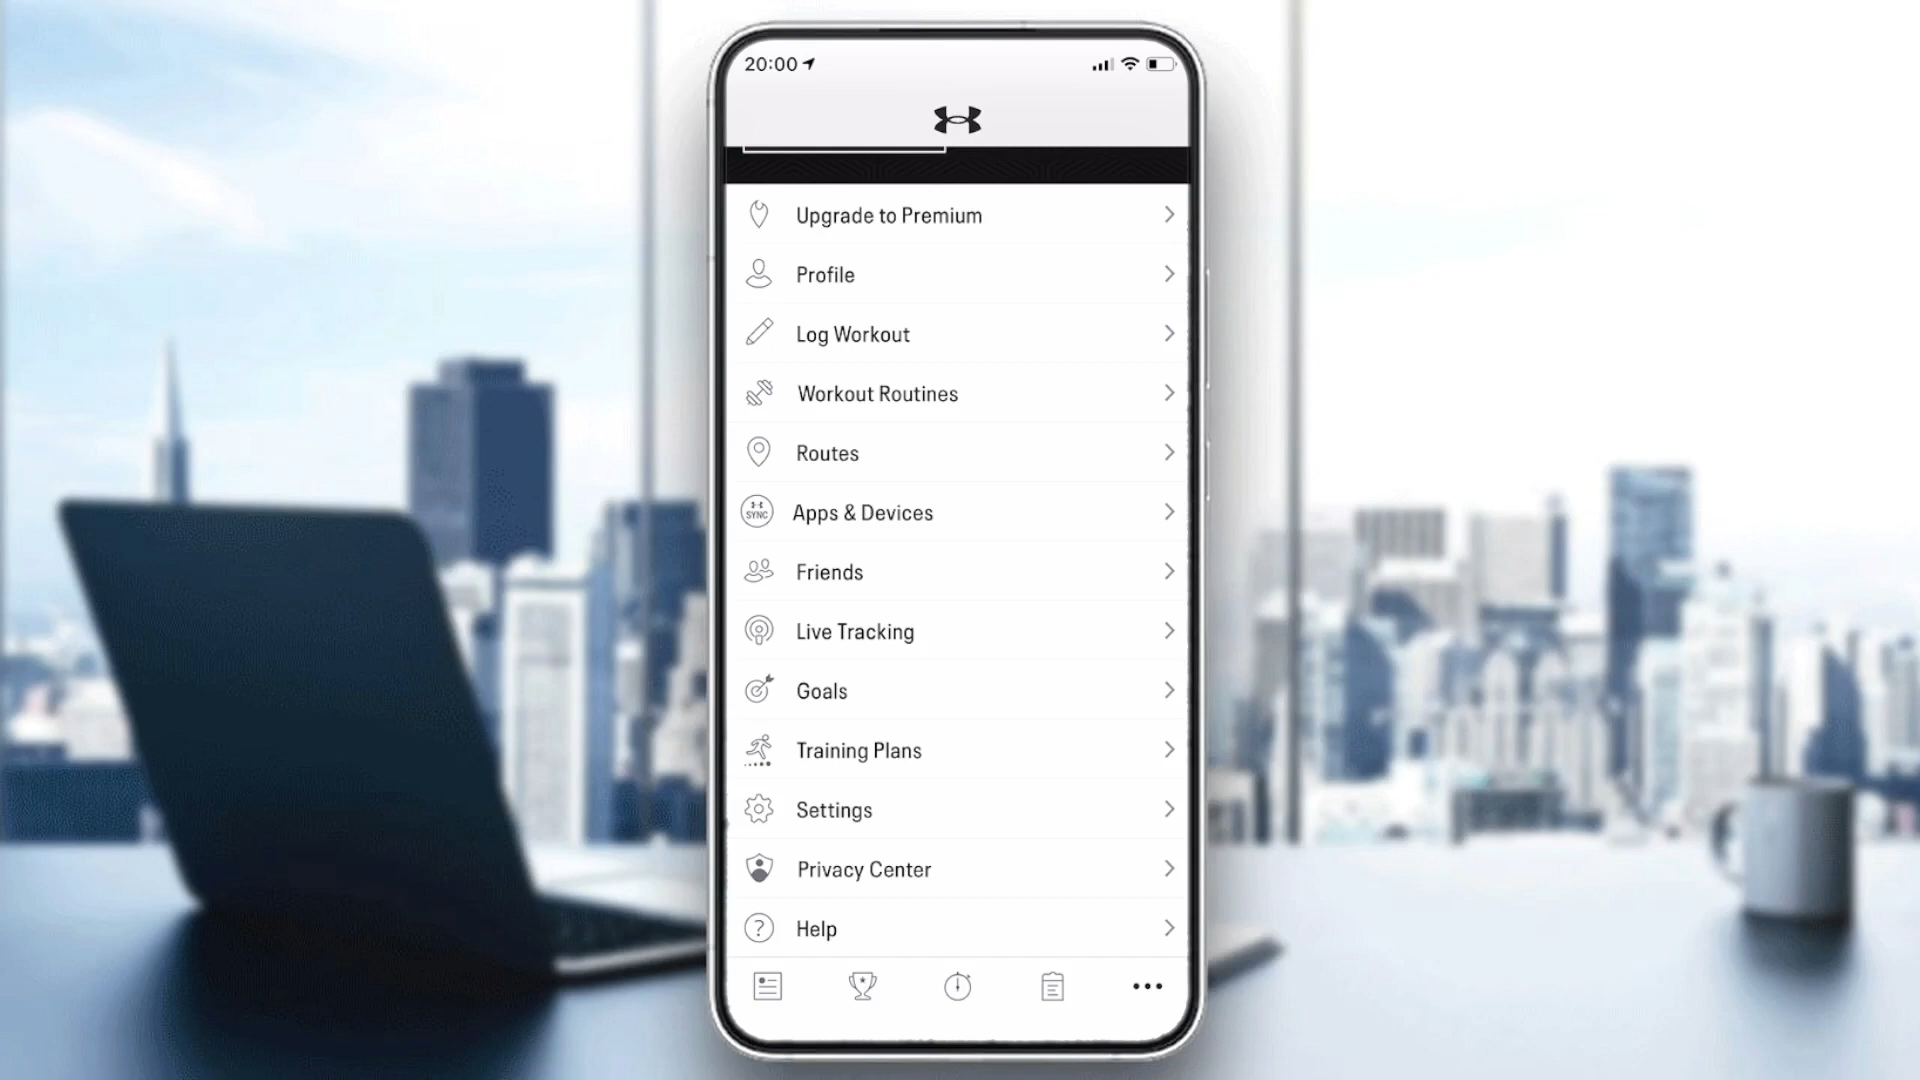 20:00
Upgrade to Premium
Profile
Log Workout
Workout Routines
Routes
SYNC
Apps & Devices
Friends
Live Tracking
Goals
Training Plans
Settings
Privacy Center
?
Help